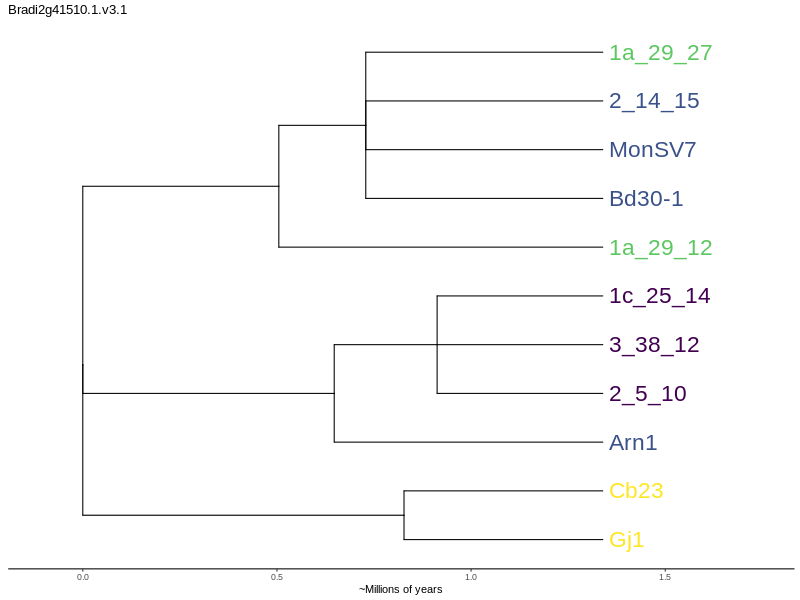 Bradi2g41510.1.v3.1
1a_29_27
2_14_15
MonSV7
Bd30-1
1a_29_12
1c_25_14
3_38_12
2_5_10
Arn1
Cb23
Gj1
0.0 0.5 1.0 1.5
~Millions of years